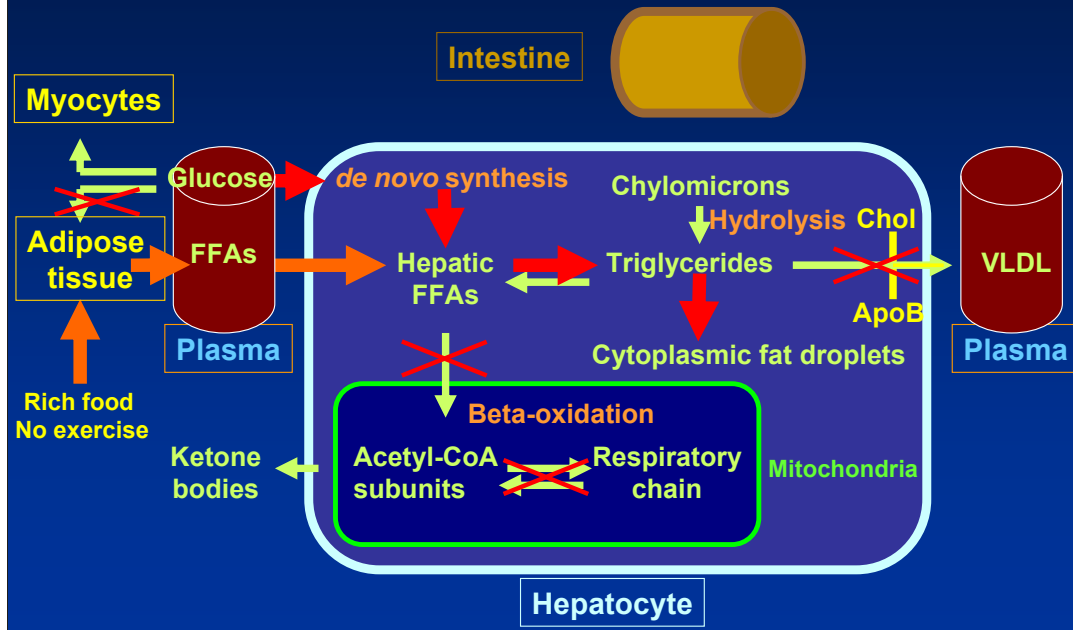 Intestine
Myocytes
Glucose
de novo synthesis
Chylomicrons
Hydrolysis
Chol
Adipose
tissue
FFAs
Hepatic
FFAs
Triglycerides
VLDL
ApoB
Plasma
Cytoplasmic fat droplets
Plasma
Rich food
No exercise
Beta-oxidation
Ketone
bodies
Acetyl-CoA
subunits
Respiratory
chain
Mitochondria
Hepatocyte